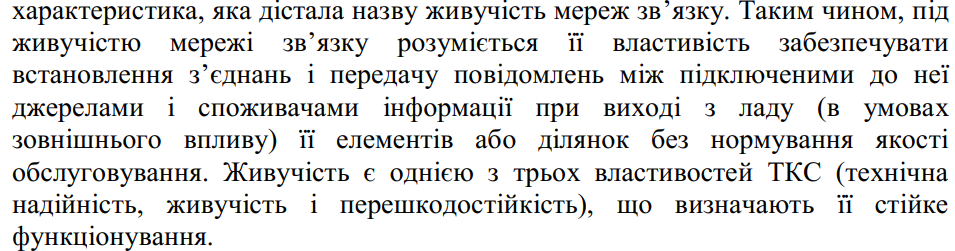 характеристика, яка дістала назву живучість мереж зв’язку. Таким чином, під
живучістю мережі зв’язку розуміється її властивість забезпечувати
встановлення з’єднань і передачу повідомлень між підключеними до неї
джерелами і споживачами інформації при виході з ладу (в умовах
зовнішнього впливу) її елементів або ділянок без нормування якості
обслуговування. Живучість є однією з трьох властивостей ТКС (технічна
надійність, живучість і перешкодостійкість), що визначають її стійке
функціонування.